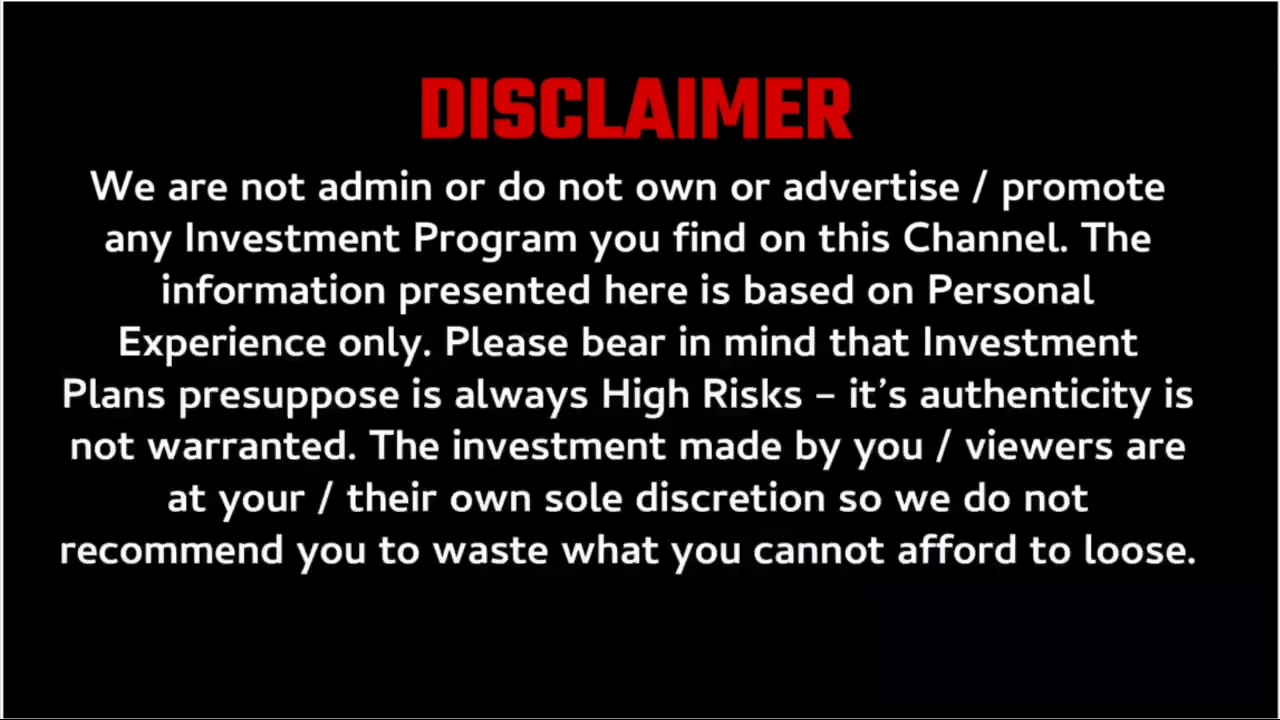 DISCLAIMER
We are not admin or do not own or advertise / promote
any Investment Program you find on this Channel. The
information presented here is based on Personal
Experience only. Please bear in mind that Investment
Plans presuppose is always High Risks – it’s authenticity is
not warranted. The investment made by you / viewers are
at your / their own sole discretion so we do not
recommend you to waste what you cannot afford to loose.